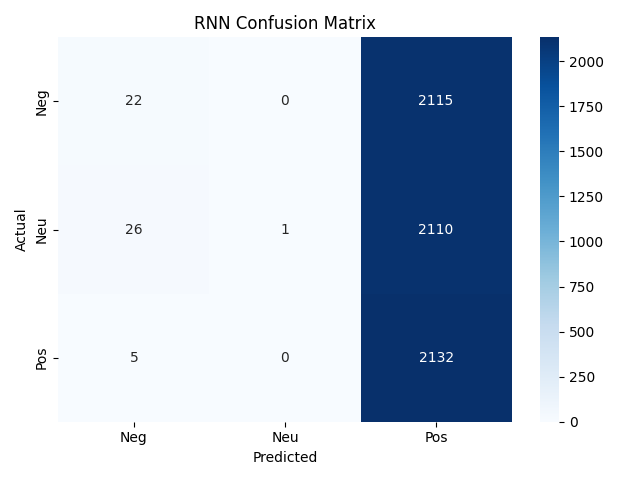 RNN Confusion Matrix
Neg 22 0 2115
Neu 26 1 2110
Pos 5 0 2132
Actual
Neg Neu Pos
Predicted
2000
1750
1500
1250
1000
750
500
250
0